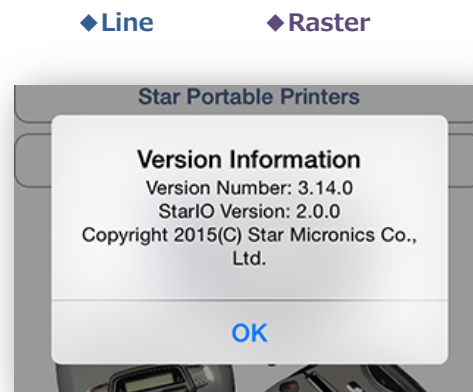 ◆Line ◆Raster
Star Portable Printers
Version Information
Version Number: 3.14.0
StarIO Version: 2.0.0
Copyright 2015(C) Star Micronics Co.,
Ltd.
OK